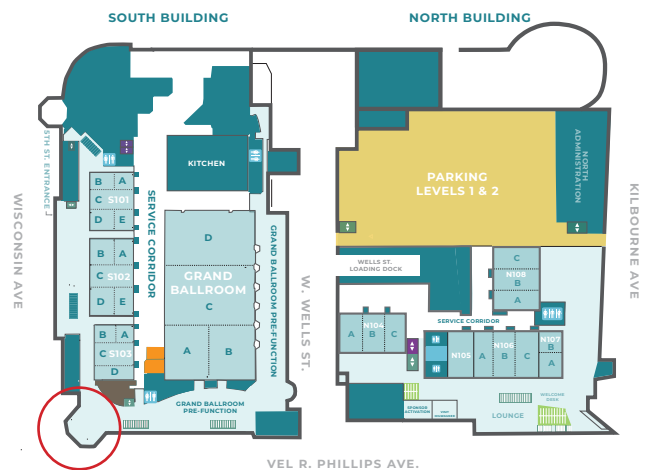 SOUTH BUILDING
NORTH BUILDING
5TH ST. ENTRANCE
WISCONSIN AVE
B A
C S101
D E
B A
C S102
D E
B A
C S103
D
SERVICE CORRIDOR
KITCHEN
D
GRAND
BALLROOM
C
A B
GRAND BALLROOM PRE-FUNCTION
GRAND BALLROOM
PRE-FUNCTION
W. WELLS ST.
PARKING
LEVELS 1 & 2
NORTH
ADMINISTRATION
KILBOURNE AVE
WELLS ST.
LOADING DOCK
C
N108
B
A
SERVICE CORRIDOR
N104
A B C
N105
N106
A B C
N107
B
A
SPONSOR
ACTIVATION
VISIT
MILWAUKEE
LOUNGE
WELCOME
DESK
VEL R. PHILLIPS AVE.